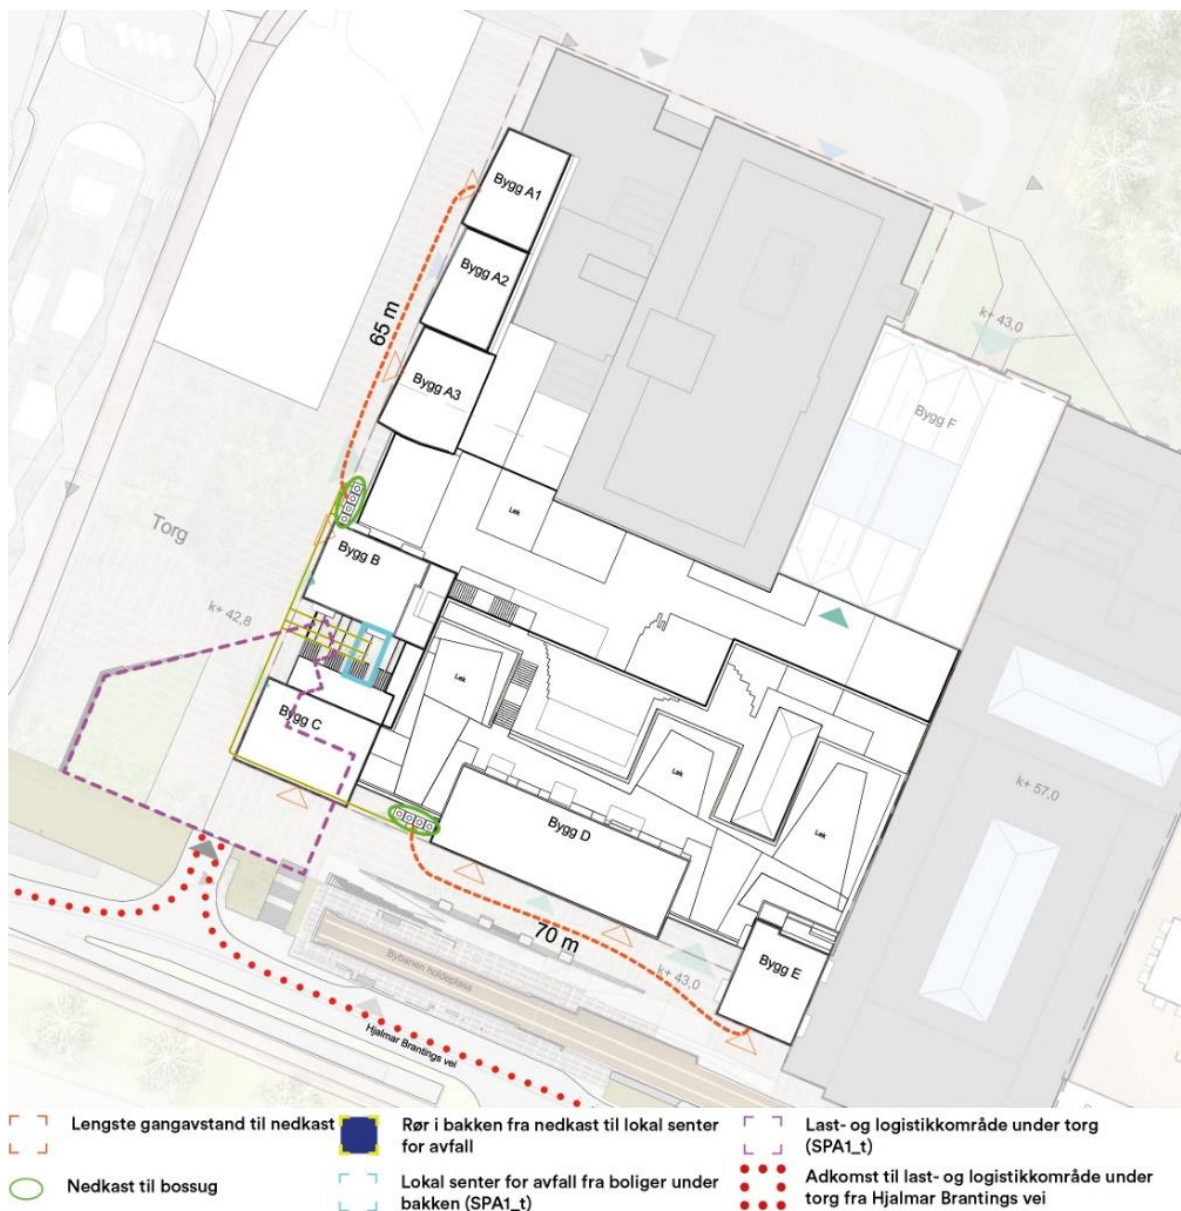 Bygg A1
Bygg A2
65 m
Bygg A3
k+ 43,0
Bygg F
Lek
Torg
Bygg B
k+ 42,8
Lek
Bygg C
Lek
k+ 57,0
Bygg D
Lek
70 m
Bygg E
k+ 43,0
Bybanen holdeplass
Hjalmar Brantings vei
Lengste gangavstand til nedkast
Nedkast til bossug
Rør i bakken fra nedkast til lokal senter
for avfall
Lokal senter for avfall fra boliger under
bakken (SPA1_t)
Last- og logistikkområde under torg
(SPA1_t)
Adkomst til last- og logistikkområde under
torg fra Hjalmar Brantings vei